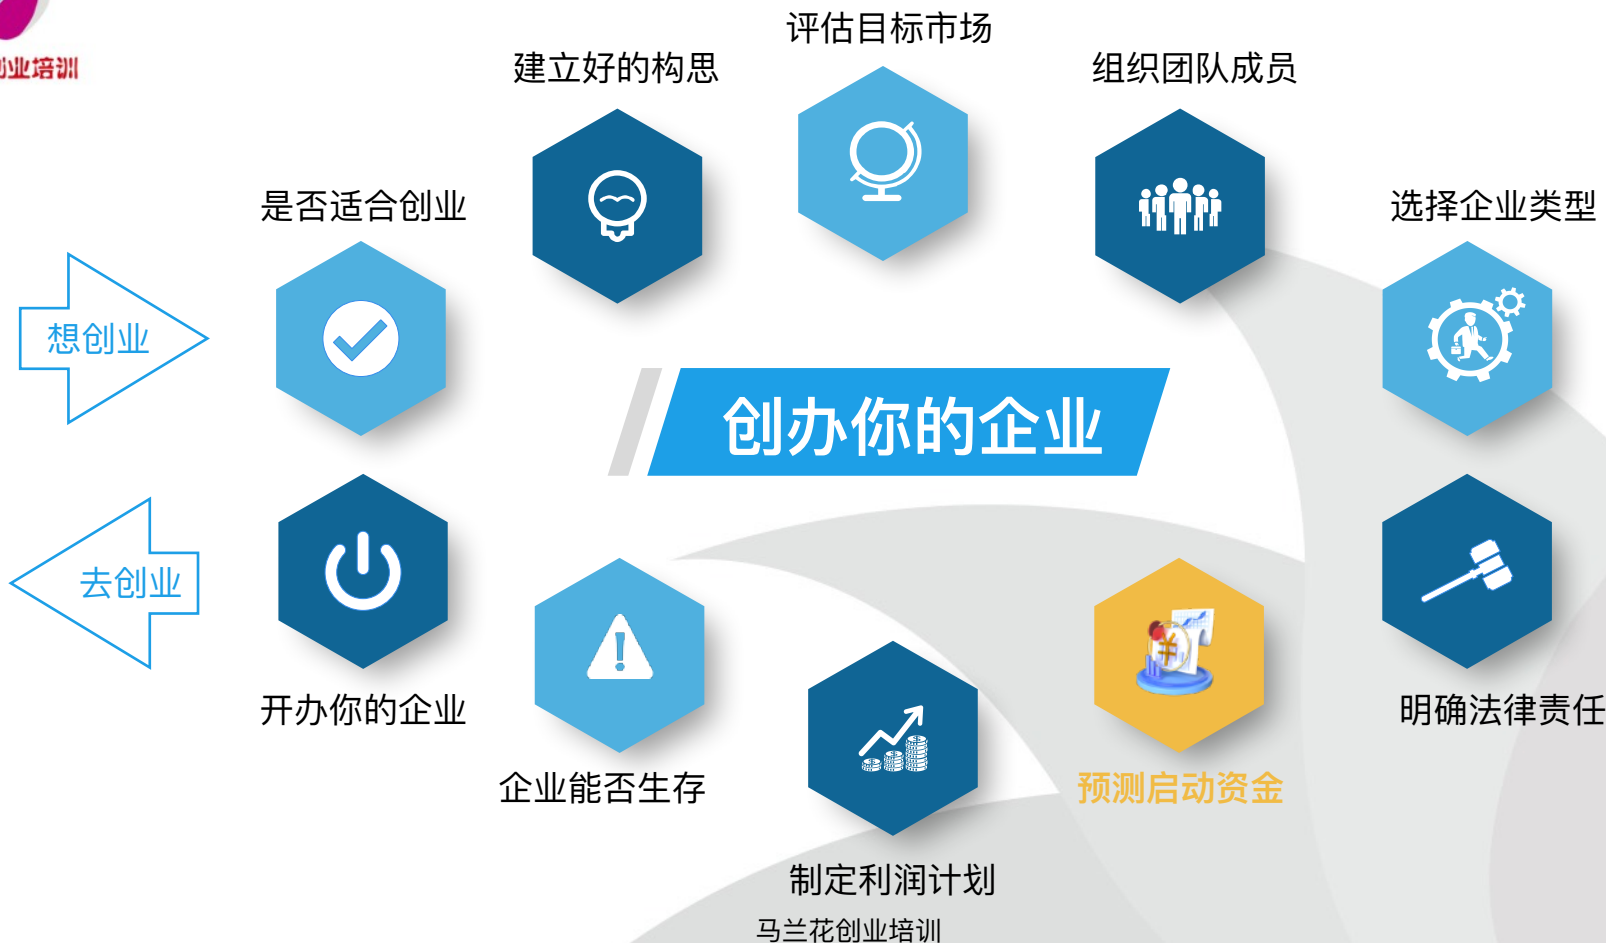 创业培训
评估目标市场
建立好的构思
组织团队成员
是否适合创业
选择企业类型
想创业
创办你的企业
去创业
开办你的企业
明确法律责任
企业能否生存
预测启动资金
制定利润计划
马兰花创业培训